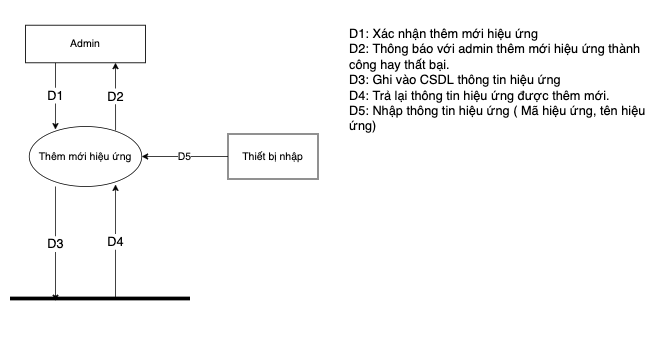 Admin
D1: Xác nhận thêm mới hiệu ứng
D2: Thông báo với admin thêm mới hiệu ứng thành
công hay thất bại.
D3: Ghi vào CSDL thông tin hiệu ứng
D4: Trả lại thông tin hiệu ứng được thêm mới.
D5: Nhập thông tin hiệu ứng ( Mã hiệu ứng, tên hiệu
ứng)
D1
D2
Thêm mới hiệu ứng
D5
Thiết bị nhập
D3
D4